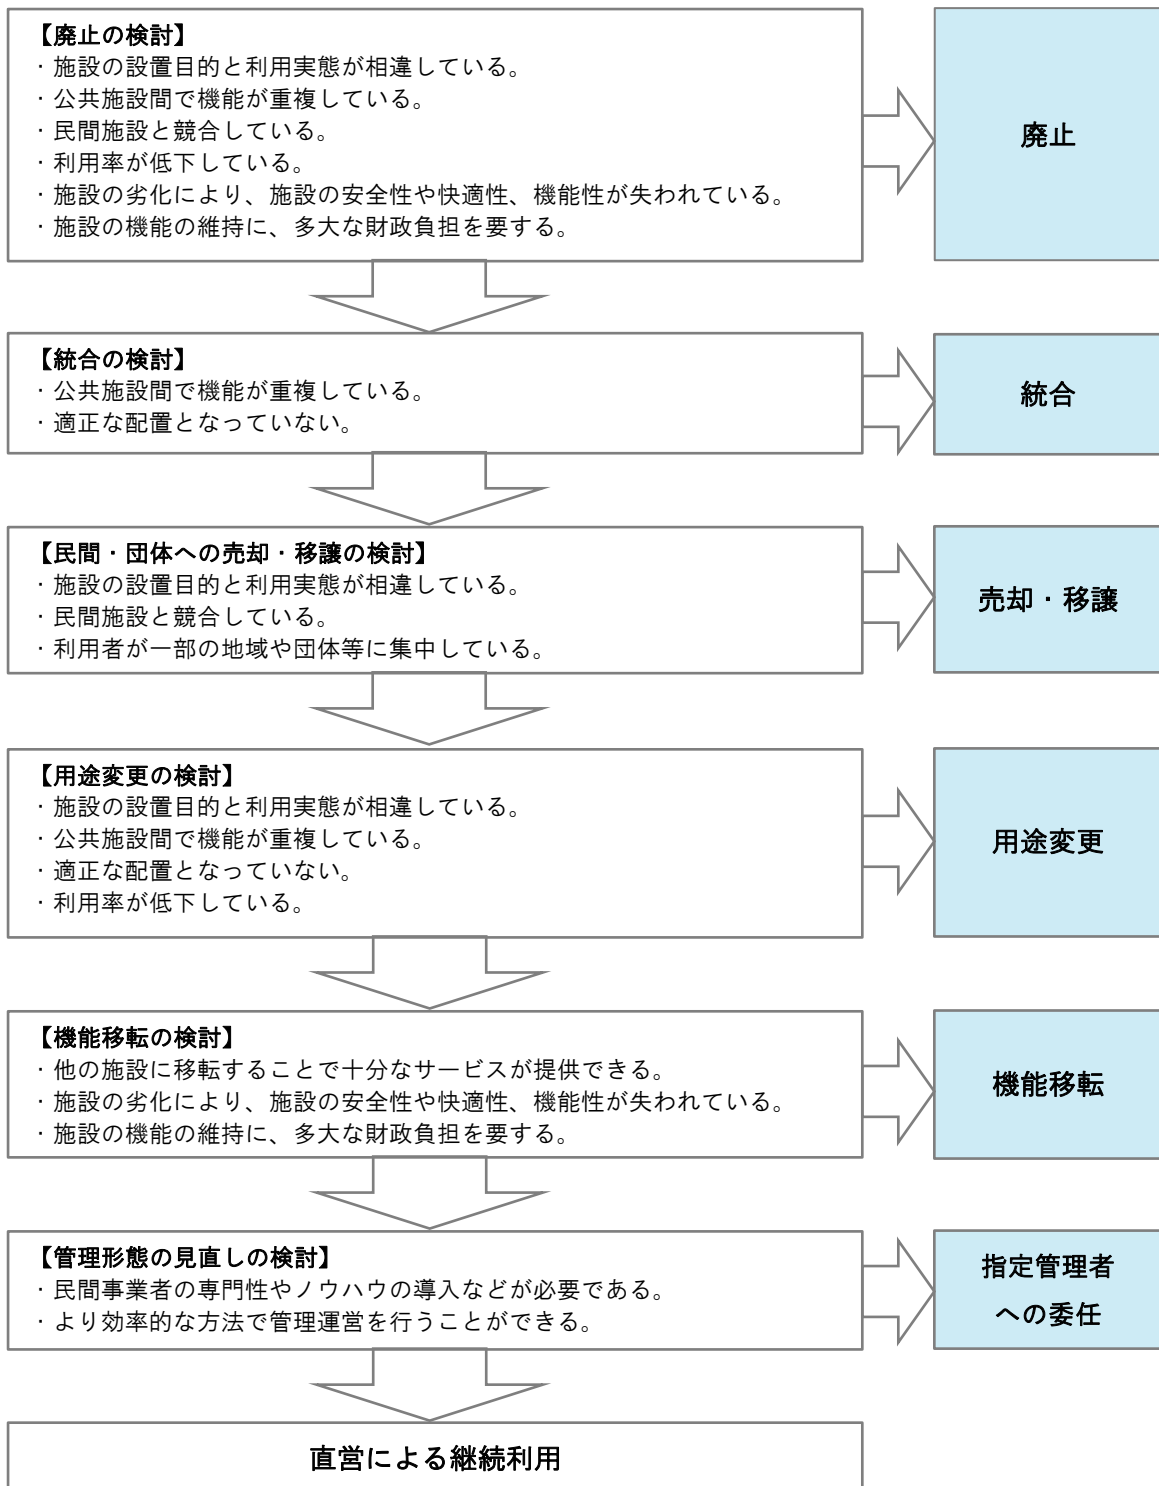 【廃止の検討】
・施設の設置目的と利用実態が相違している。
・公共施設間で機能が重複している。
・民間施設と競合している。
・利用率が低下している。
・施設の劣化により、施設の安全性や快適性、機能性が失われている。
・施設の機能の維持に、多大な財政負担を要する。
廃止
【統合の検討】
・公共施設間で機能が重複している。
・適正な配置となっていない。
統合
【民間・団体への売却・移譲の検討】
・施設の設置目的と利用実態が相違している。
・民間施設と競合している。
・利用者が一部の地域や団体等に集中している。
売却・移譲
【用途変更の検討】
・施設の設置目的と利用実態が相違している。
・公共施設間で機能が重複している。
・適正な配置となっていない。
・利用率が低下している。
用途変更
【機能移転の検討】
・他の施設に移転することで十分なサービスが提供できる。
・施設の劣化により、施設の安全性や快適性、機能性が失われている。
・施設の機能の維持に、多大な財政負担を要する。
機能移転
【管理形態の見直しの検討】
・民間事業者の専門性やノウハウの導入などが必要である。
・より効率的な方法で管理運営を行うことができる。
指定管理者
への委任
直営による継続利用